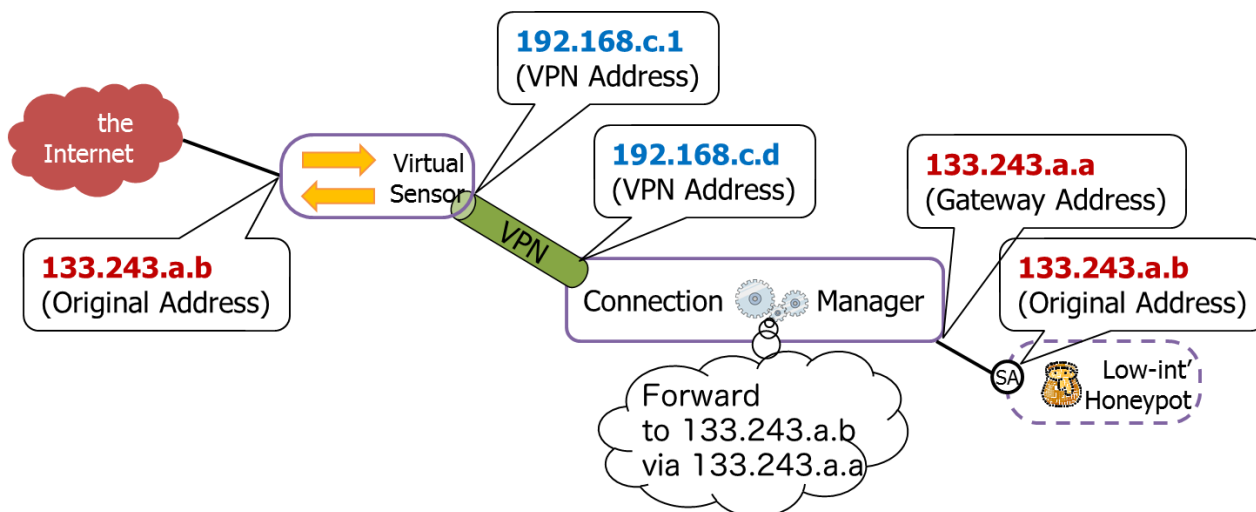 192.168.c.1
(VPN Address)
the
Internet
Virtual
Sensor
192.168.c.d
(VPN Address)
133.243.a.a
(Gateway Address)
VPN
133.243.a.b
(Original Address)
133.243.a.b
(Original Address)
Connection Manager
SA
Low-int’
Honeypot
Forward
to 133.243.a.b
via 133.243.a.a